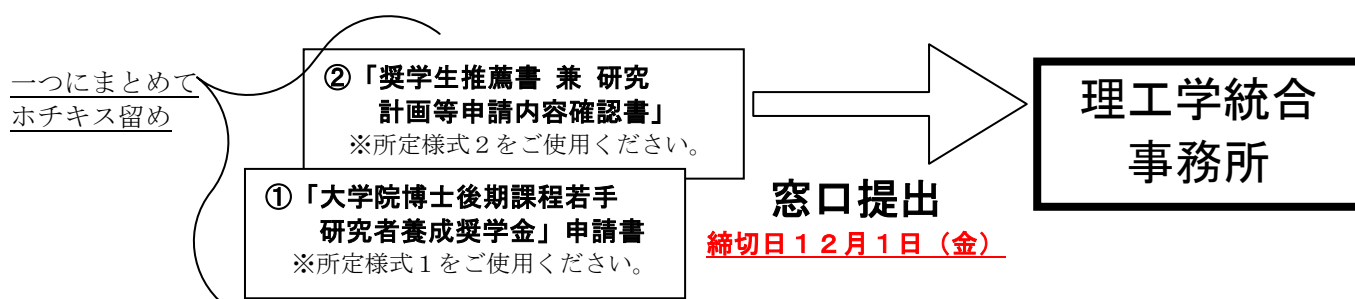 一つにまとめて
ホチキス留め
②「奨学生推薦書 兼 研究
計画等申請内容確認書」
※所定様式２をご使用ください。
①「大学院博士後期課程若手
研究者養成奨学金」申請書
※所定様式１をご使用ください。
窓口提出
締切日１２月１日（金）
理工学統合
事務所